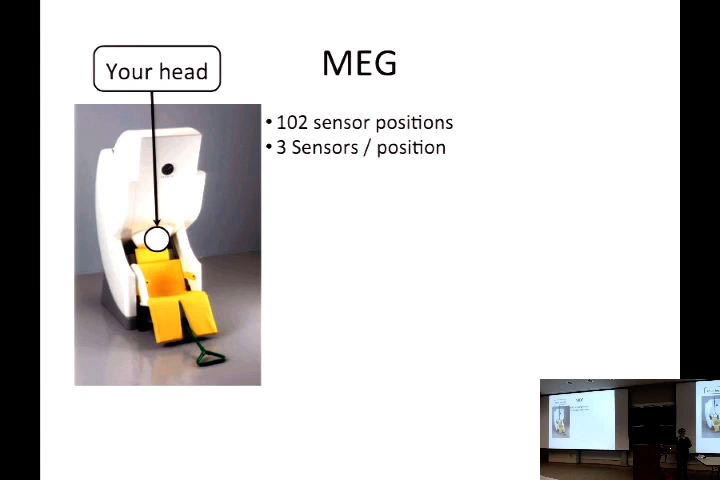 Your head
MEG
• 102 sensor positions
• 3 Sensors / position